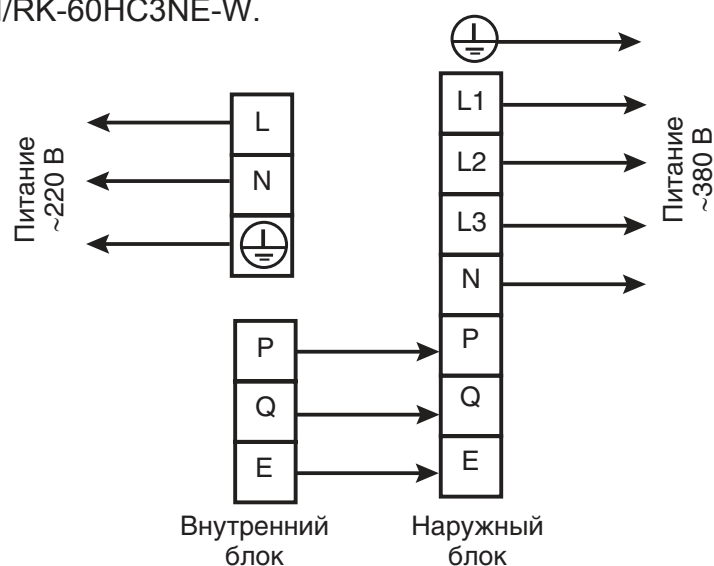 /RK-60HC3NE-W.
L
N
Питание
~220 В
L1
L2
L3
N
Питание
~380 В
P
Q
E
P
Q
E
Внутренний
блок
Наружный
блок